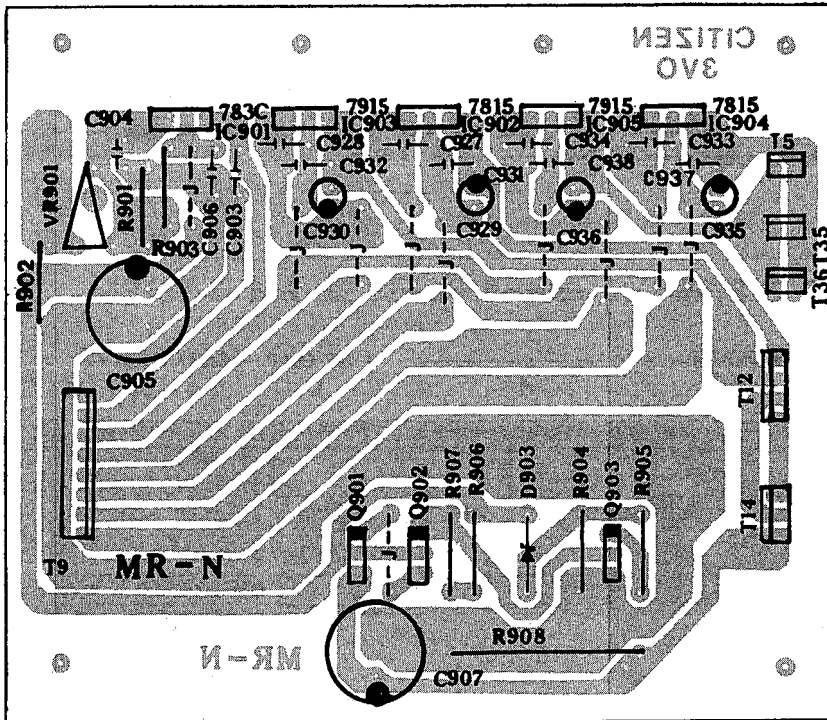 CITIZEN
3VO
783C
IC901
7915
IC903
7815
IC902
7915
IC905
7815
IC904
C904
C928
C927
C934
C933
T5
C932
C931
C938
C937
VR901
R901
R903
J
C906
C903
C930
C929
C936
C935
T35
T36
R902
J
J
J
J
J
J
J
J
C905
T12
Q901
Q902
R907
R906
D903
R904
Q903
R905
T14
J
T9
MR-N
R908
MR-N
C907